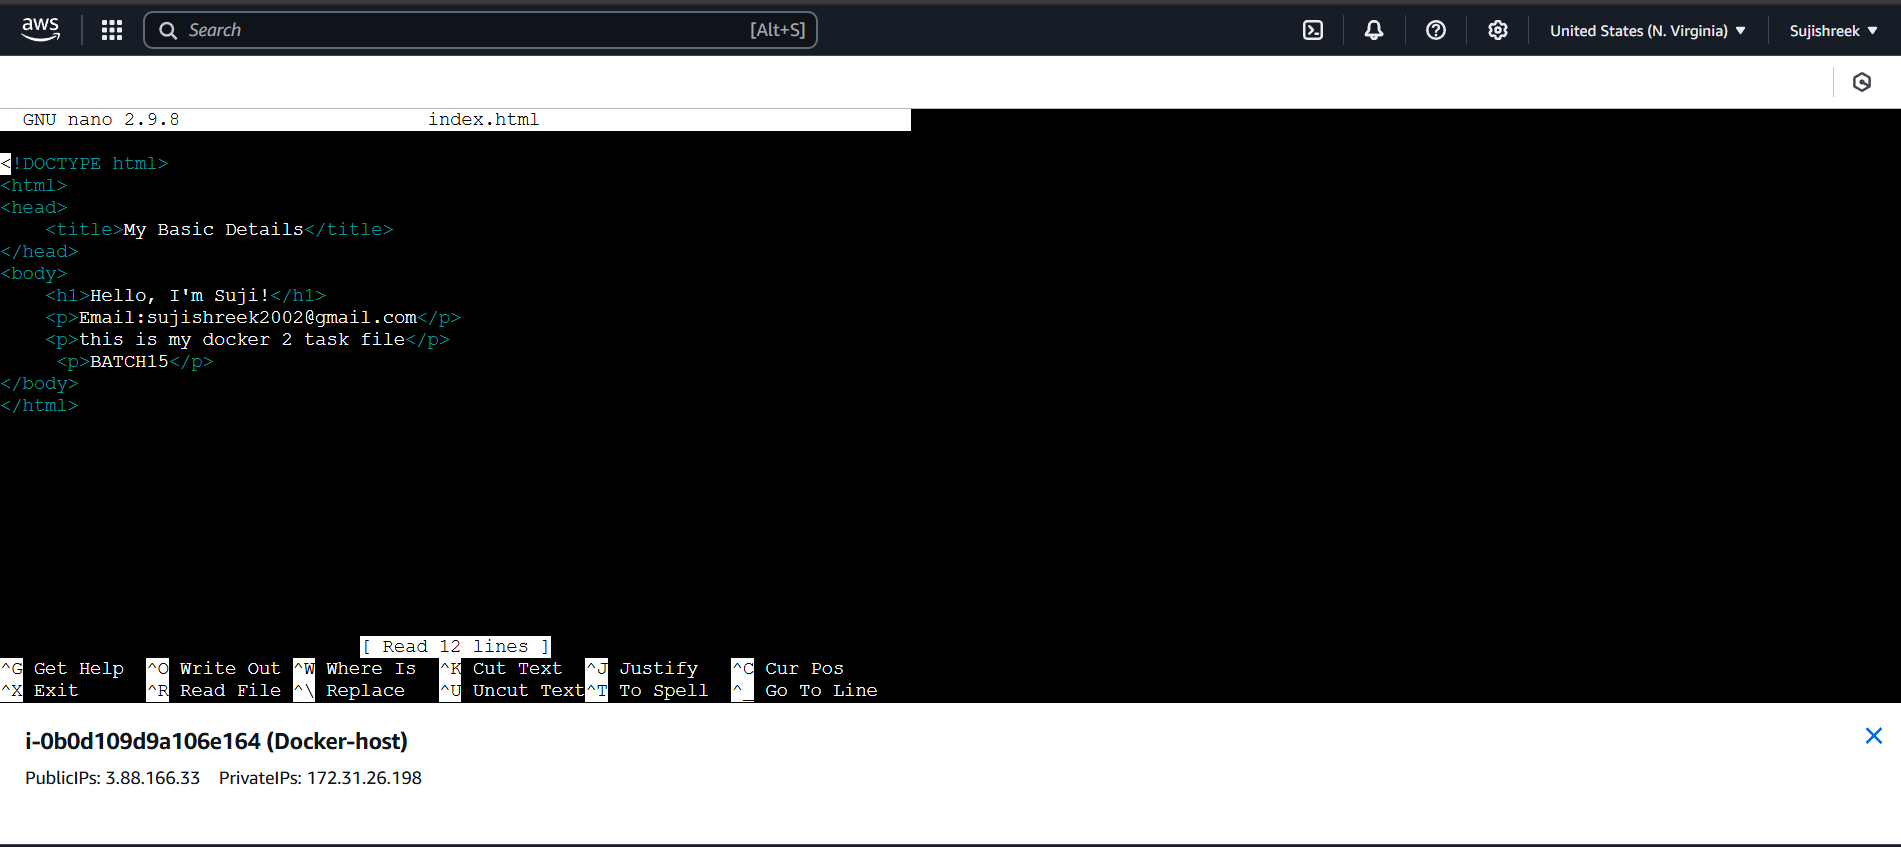 aws Search [Alt+S] United States (N. Virginia) ▼ Sujishreek ▼
GNU nano 2.9.8 index.html
<!DOCTYPE html>
<html>
<head>
    <title>My Basic Details</title>
</head>
<body>
    <h1>Hello, I'm Suji!</h1>
    <p>Email:sujishreek2002@gmail.com</p>
    <p>this is my docker 2 task file</p>
     <p>BATCH15</p>
</body>
</html>
[ Read 12 lines ]
^G Get Help ^O Write Out ^W Where Is ^K Cut Text ^J Justify ^C Cur Pos
^X Exit ^R Read File ^\ Replace ^U Uncut Text ^T To Spell ^_ Go To Line
i-0b0d109d9a106e164 (Docker-host)
PublicIPs: 3.88.166.33 PrivateIPs: 172.31.26.198